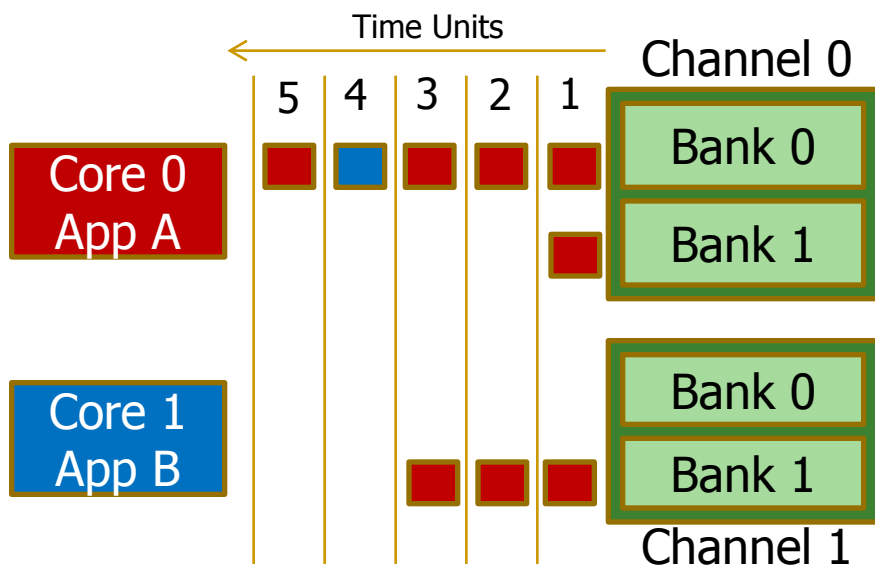 Time Units
Channel 0
5 4 3 2 1
Core 0
App A
Bank 0
Bank 1
Core 1
App B
Bank 0
Bank 1
Channel 1